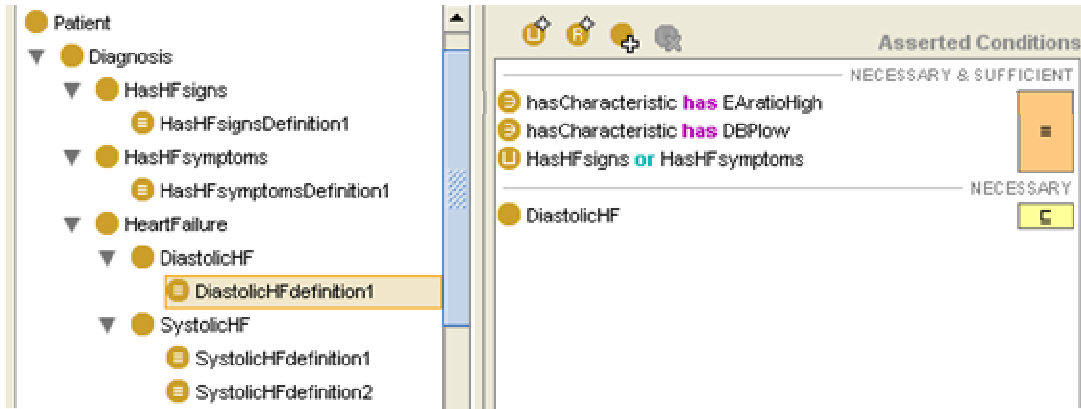 Patient
Diagnosis
HasHFsigns
HasHFsignsDefinition1
HasHFsymptoms
HasHFsymptomsDefinition1
HeartFailure
DiastolicHF
DiastolicHFdefinition1
SystolicHF
SystolicHFdefinition1
SystolicHFdefinition2
Asserted Conditions
NECESSARY & SUFFICIENT
hasCharacteristic has EAratioHigh
hasCharacteristic has DBPlow
HasHFsigns or HasHFsymptoms
≡
NECESSARY
DiastolicHF
⊑